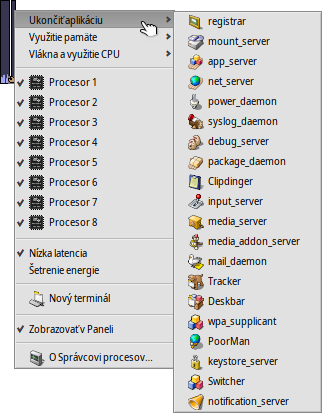 Ukončiť aplikáciu
Využitie pamäte
Vlákna a využitie CPU
Procesor 1
Procesor 2
Procesor 3
Procesor 4
Procesor 5
Procesor 6
Procesor 7
Procesor 8
Nízka latencia
Šetrenie energie
Nový terminál
Zobrazovať v Paneli
O Správcovi procesov...
registrar
mount_server
app_server
net_server
power_daemon
syslog_daemon
debug_server
package_daemon
Clipdinger
input_server
media_server
media_addon_server
mail_daemon
Tracker
Deskbar
wpa_supplicant
PoorMan
keystore_server
Switcher
notification_server